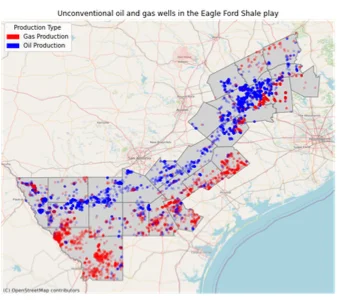 Unconventional oil and gas wells in the Eagle Ford Shale play
Production Type
Gas Production
Oil Production
(C) OpenStreetMap contributors